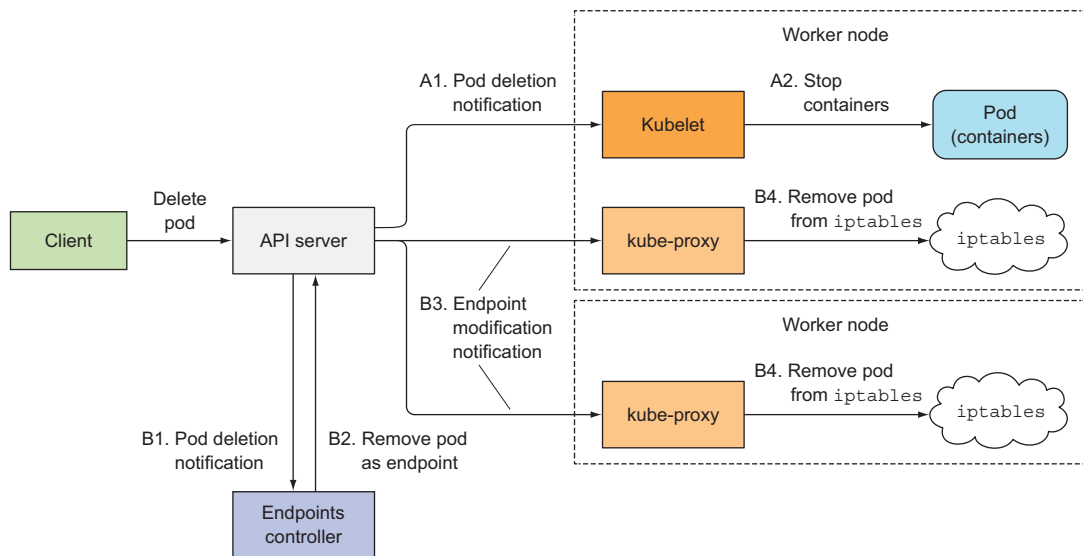 Worker node
A1. Pod deletion
notification
Kubelet
A2. Stop
containers
Pod
(containers)
Client
Delete
pod
API server
kube-proxy
B4. Remove pod
from iptables
iptables
B3. Endpoint
modification
notification
Worker node
kube-proxy
B4. Remove pod
from iptables
iptables
B1. Pod deletion
notification
B2. Remove pod
as endpoint
Endpoints
controller